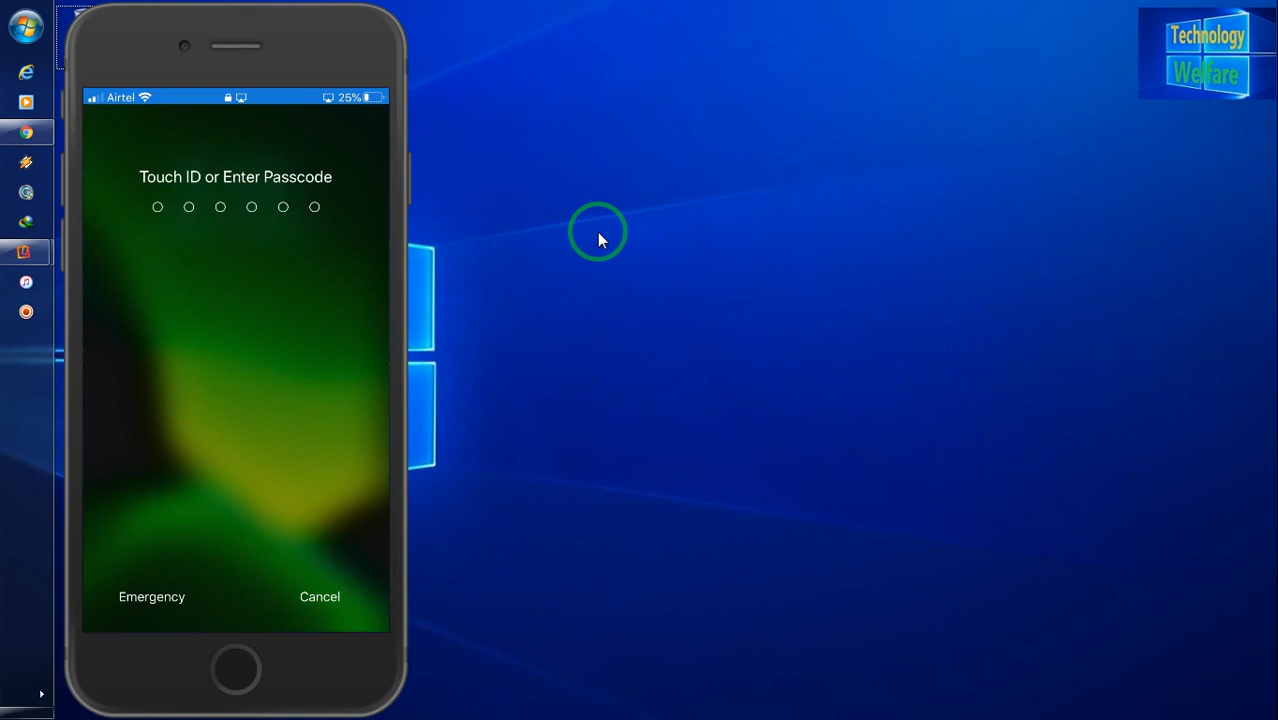 Technology
Welfare
Airtel
25%
Touch ID or Enter Passcode
Emergency
Cancel